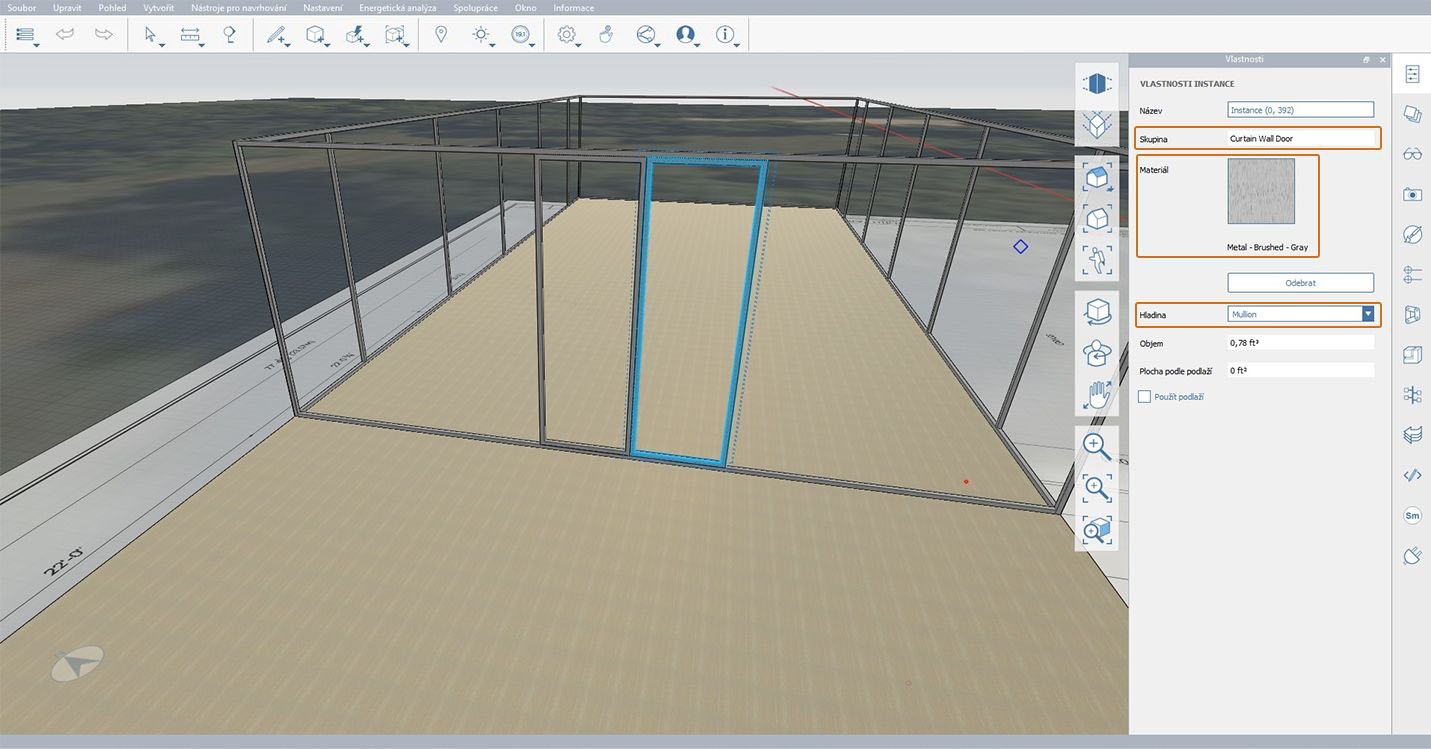 Soubor Upravit Pohled Vytvořit Nástroje pro navrhování Nastavení Energetická analýza Spolupráce Okno Informace
19.1
Vlastnosti
VLASTNOSTI INSTANCE
Název Instance (0, 392)
Skupina Curtain Wall Door
Materiál
Metal - Brushed - Gray
Odebrat
Hladina Mullion
Objem 0,78 ft³
Plocha podle podlaží 0 ft²
Použít podlaží
Sm
22'-0"